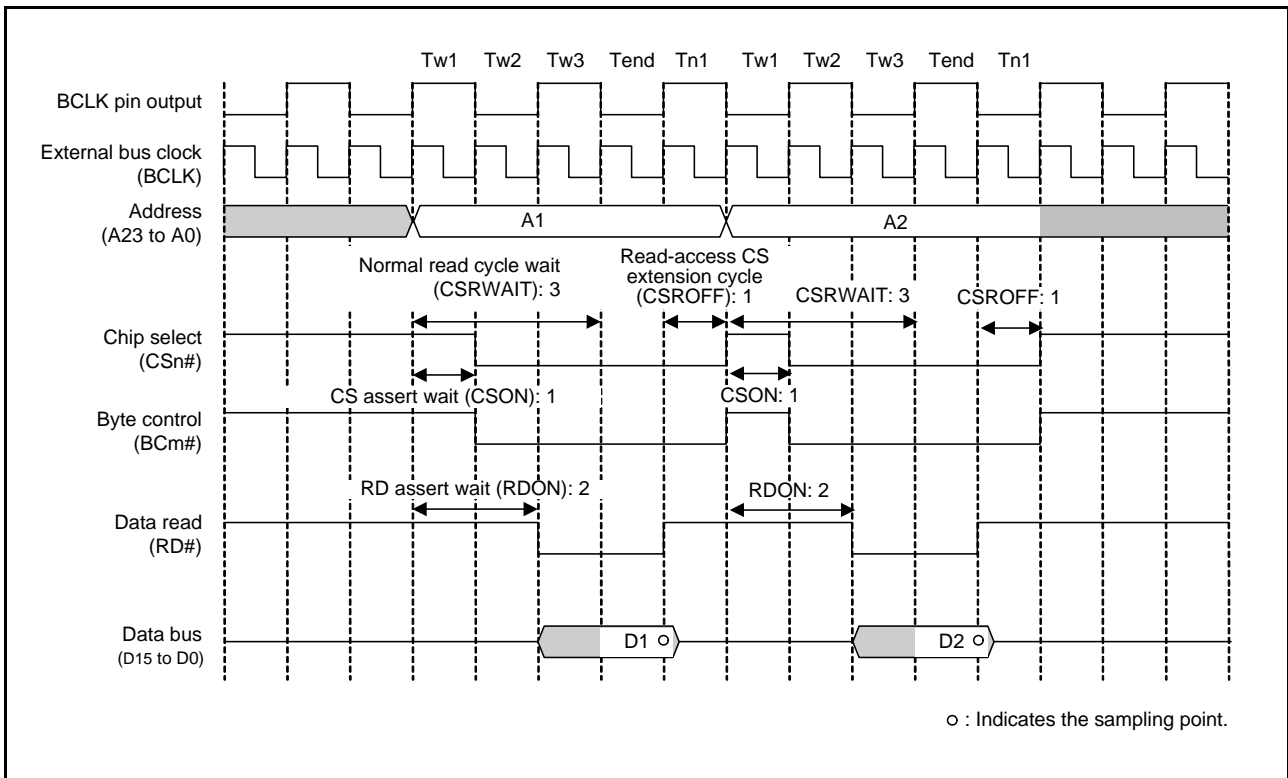 Tw1 Tw2 Tw3 Tend Tn1 Tw1 Tw2 Tw3 Tend Tn1
BCLK pin output
External bus clock
(BCLK)
Address
(A23 to A0)
A1
A2
Normal read cycle wait
(CSRWAIT): 3
Read-access CS
extension cycle
(CSROFF): 1
CSRWAIT: 3
CSROFF: 1
Chip select
(CSn#)
CS assert wait (CSON): 1
CSON: 1
Byte control
(BCm#)
RD assert wait (RDON): 2
RDON: 2
Data read
(RD#)
Data bus
(D15 to D0)
D1
D2
: Indicates the sampling point.